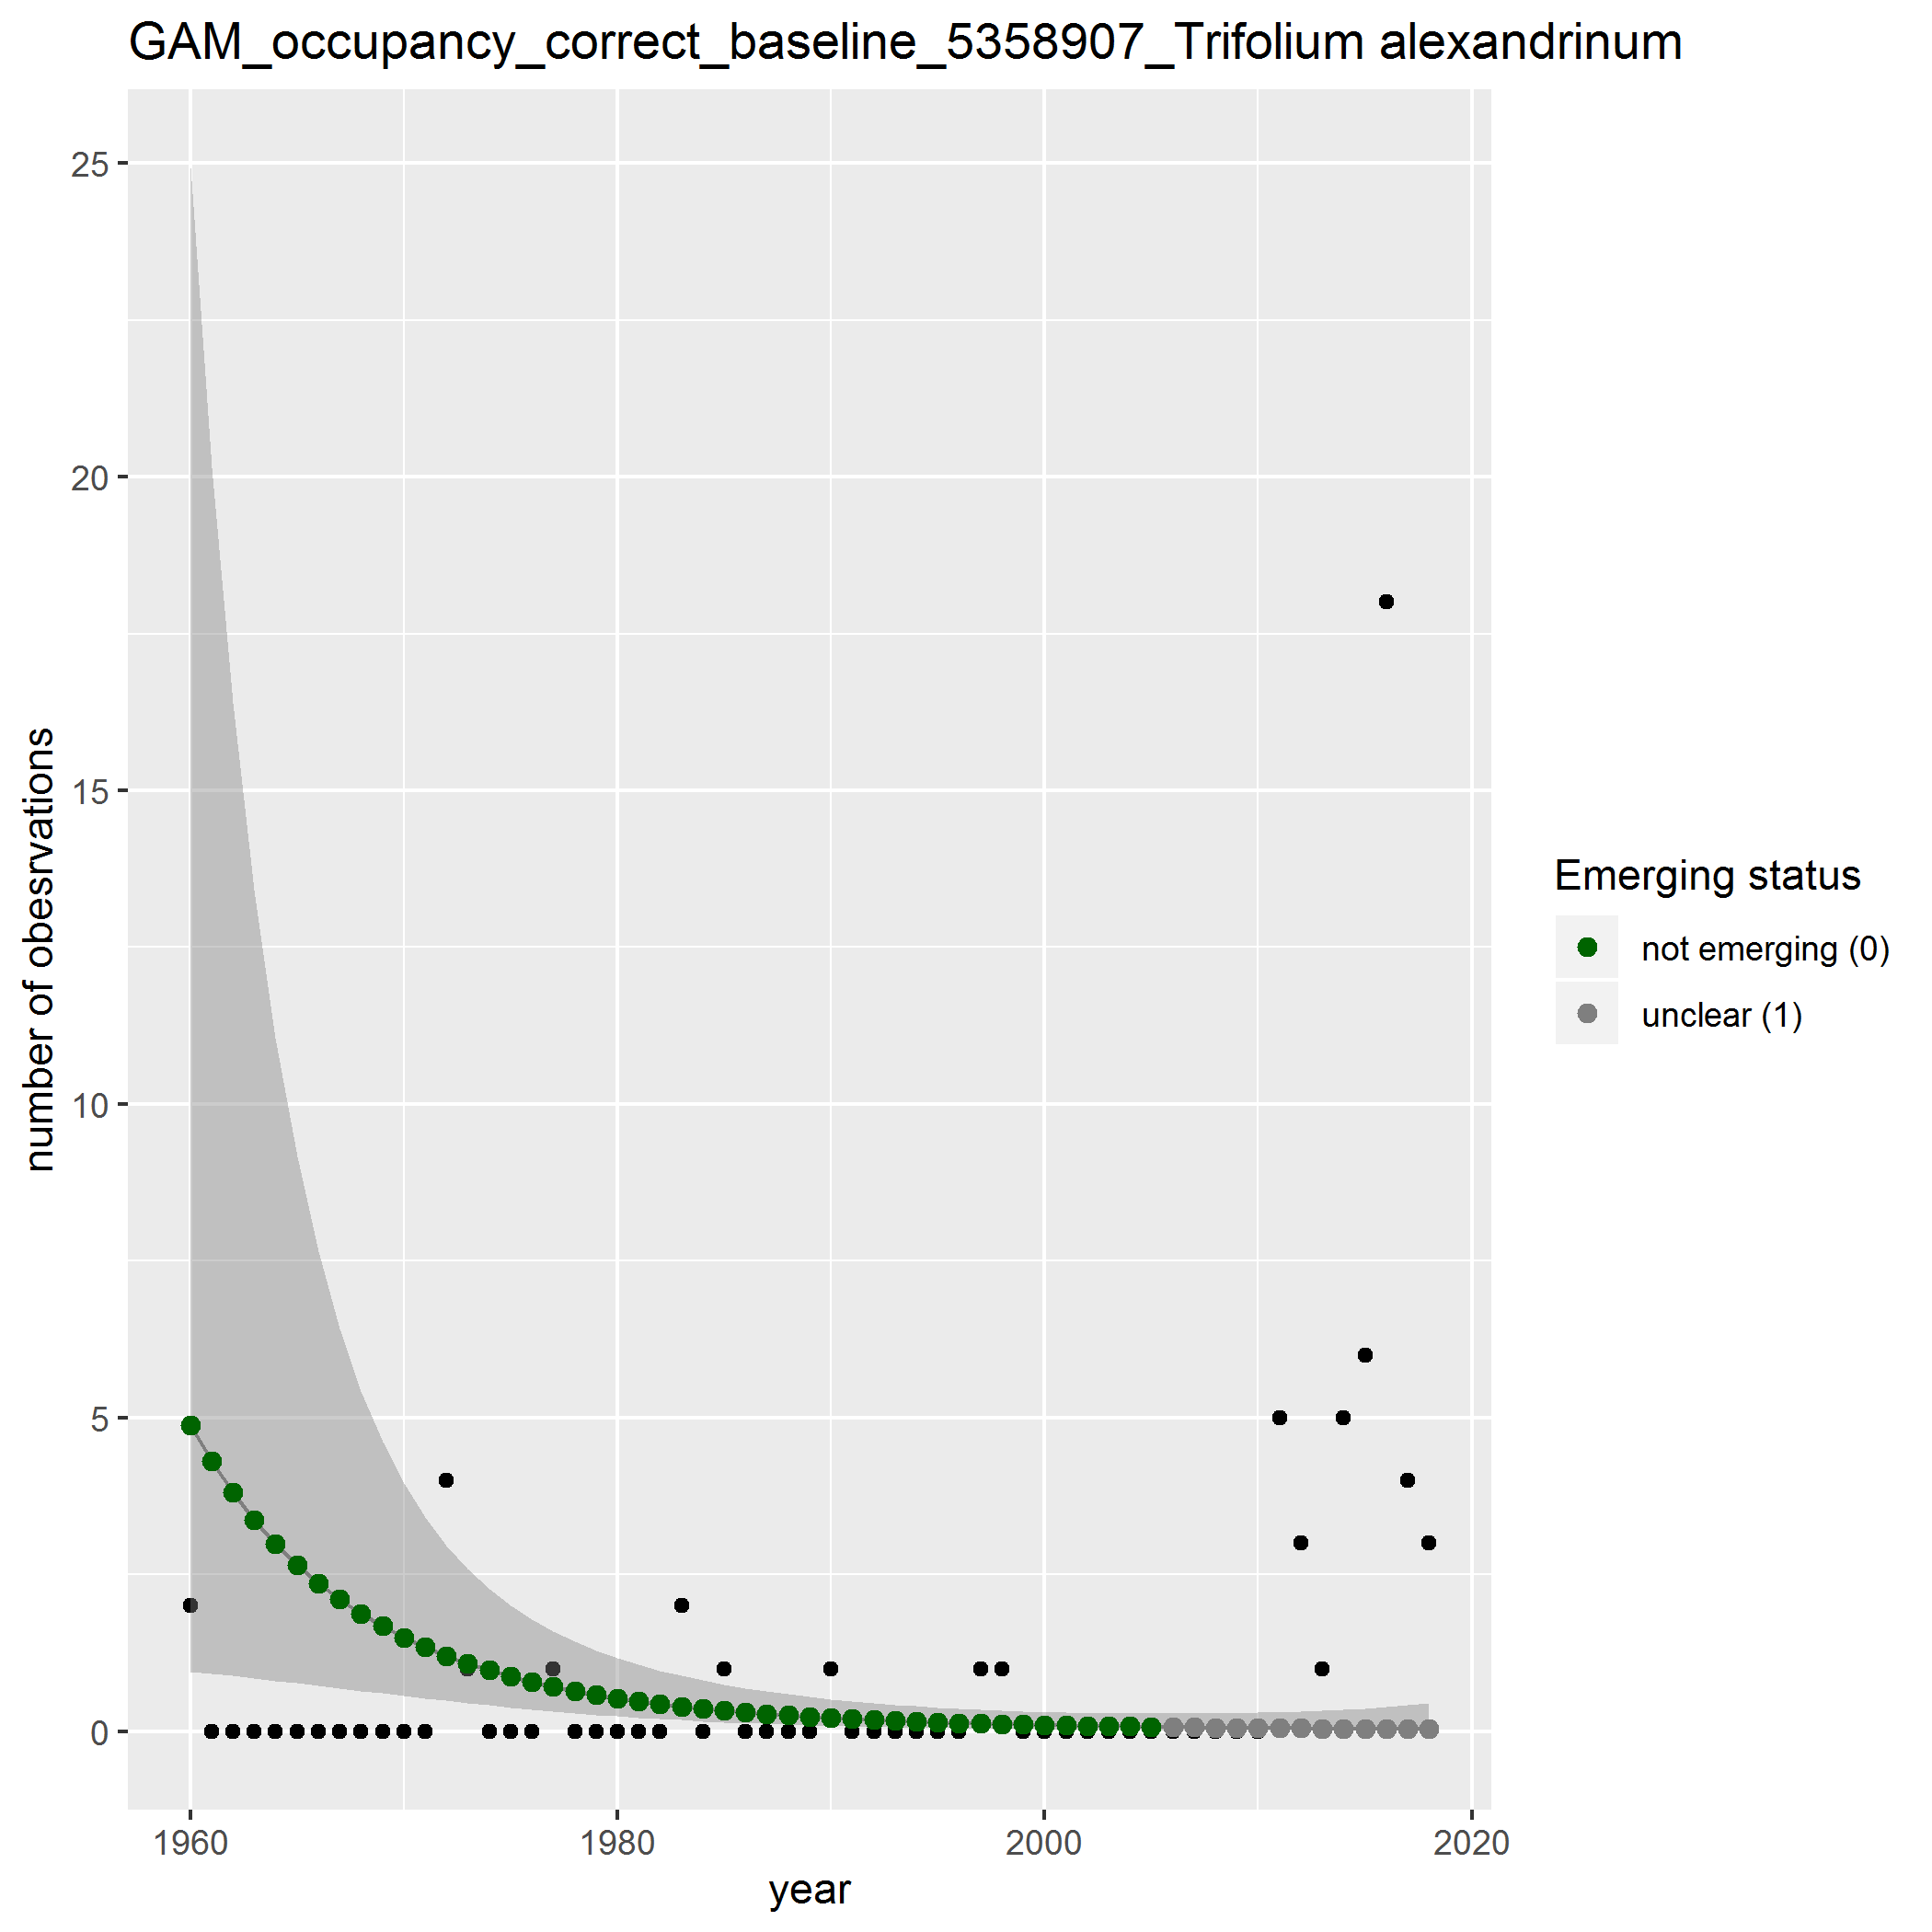 GAM_occupancy_correct_baseline_5358907_Trifolium alexandrinum
25
20
15
10
5
0
number of obesrvations
1960
1980
2000
2020
year
Emerging status
not emerging (0)
unclear (1)